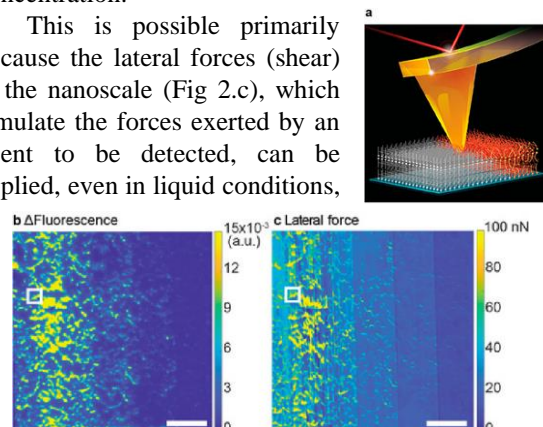 ncentration.
This is possible primarily
cause the lateral forces (shear)
the nanoscale (Fig 2.c), which
mulate the forces exerted by an
ent to be detected, can be
plied, even in liquid conditions,
a
b ΔFluorescence
15x10⁻³
(a.u.)
12
9
6
3
0
c Lateral force
100 nN
80
60
40
20
0